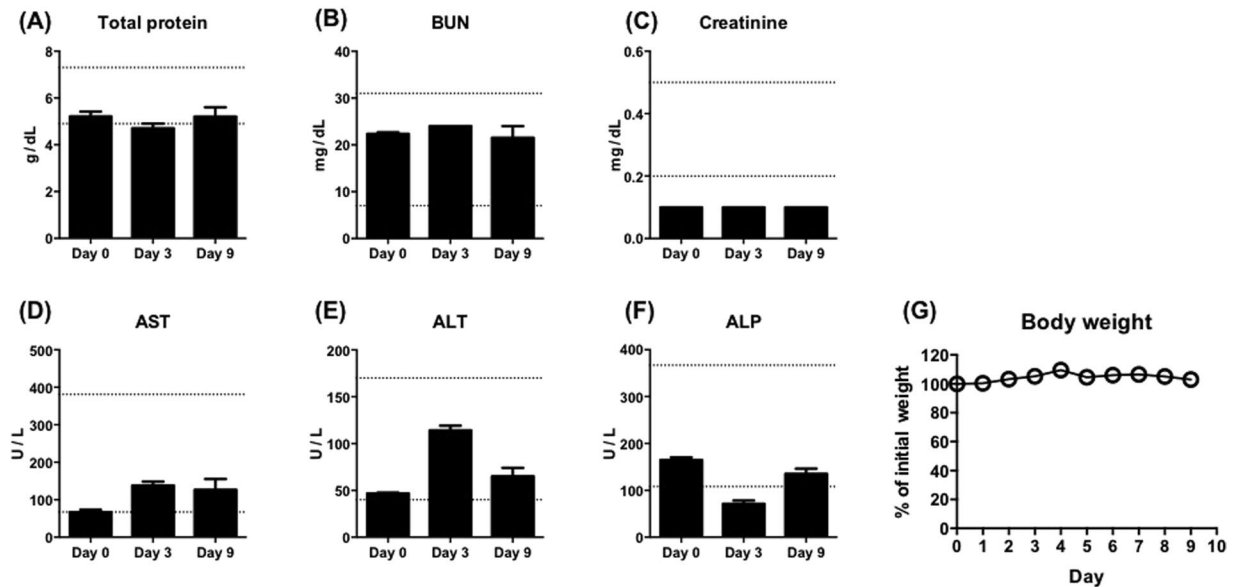 (A) Total protein
8
6
4
2
0
g / dL
Day 0 Day 3 Day 9
(B) BUN
40
30
20
10
0
mg / dL
Day 0 Day 3 Day 9
(C) Creatinine
0.6
0.4
0.2
0.0
mg / dL
Day 0 Day 3 Day 9
(D) AST
500
400
300
200
100
0
U / L
Day 0 Day 3 Day 9
(E) ALT
200
150
100
50
0
U / L
Day 0 Day 3 Day 9
(F) ALP
400
300
200
100
0
U / L
Day 0 Day 3 Day 9
(G) Body weight
120
100
80
60
40
20
0
% of initial weight
0 1 2 3 4 5 6 7 8 9 10
Day